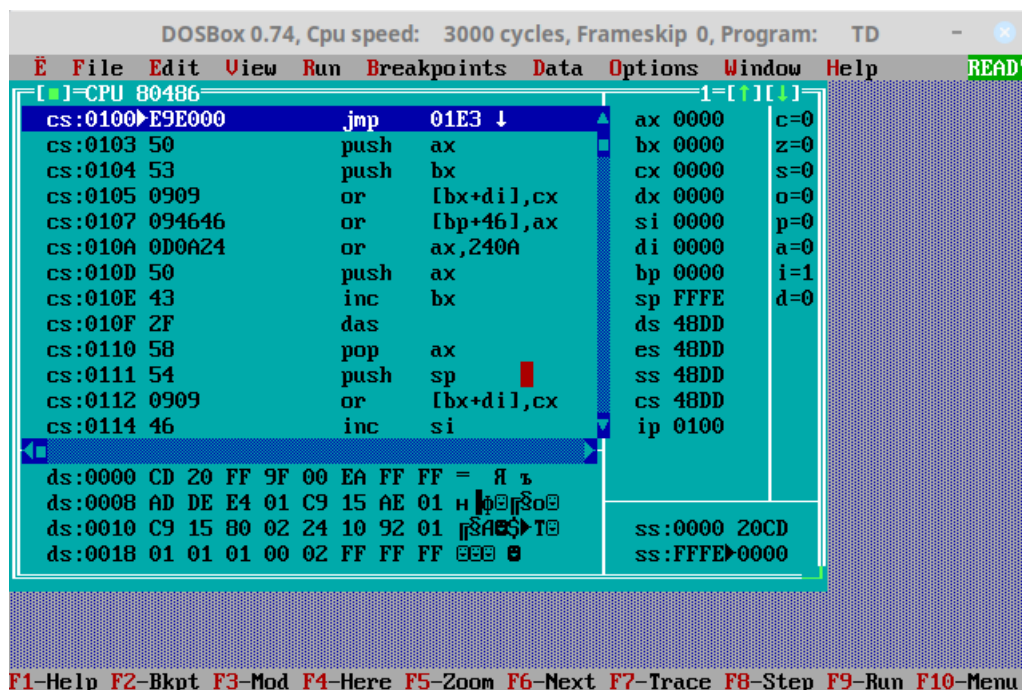 DOSBox 0.74, Cpu speed: 3000 cycles, Frameskip 0, Program: TD
Ë File Edit View Run Breakpoints Data Options Window Help READY
[■]=CPU 80486 1=[↑][↓]
cs:0100►E9E000 jmp 01E3 ↓ ax 0000 c=0
cs:0103 50 push ax bx 0000 z=0
cs:0104 53 push bx cx 0000 s=0
cs:0105 0909 or [bx+di],cx dx 0000 o=0
cs:0107 094646 or [bp+46],ax si 0000 p=0
cs:010A 0D0A24 or ax,240A di 0000 a=0
cs:010D 50 push ax bp 0000 i=1
cs:010E 43 inc bx sp FFFE d=0
cs:010F 2F das ds 48DD
cs:0110 58 pop ax es 48DD
cs:0111 54 push sp ss 48DD
cs:0112 0909 or [bx+di],cx cs 48DD
cs:0114 46 inc si ip 0100
ds:0000 CD 20 FF 9F 00 EA FF FF = Я ъ
ds:0008 AD DE E4 01 C9 15 AE 01 н▐ф☺╔§о☺
ds:0010 C9 15 80 02 24 10 92 01 ╔§А☻$►Т☺ ss:0000 20CD
ds:0018 01 01 01 00 02 FF FF FF ☺☺☺ ☻ ss:FFFE►0000
F1-Help F2-Bkpt F3-Mod F4-Here F5-Zoom F6-Next F7-Trace F8-Step F9-Run F10-Menu